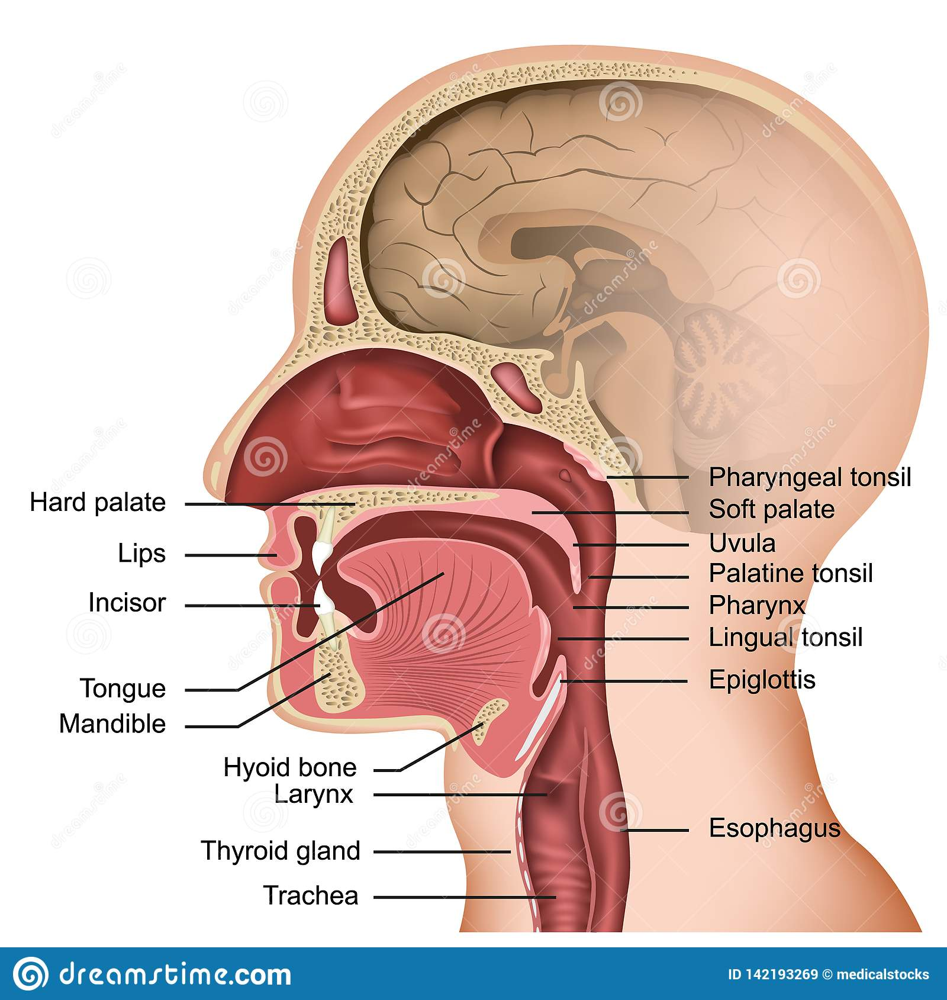 Hard palate
Lips
Incisor
Tongue
Mandible
Hyoid bone
Larynx
Thyroid gland
Trachea
Pharyngeal tonsil
Soft palate
Uvula
Palatine tonsil
Pharynx
Lingual tonsil
Epiglottis
Esophagus
dreamstime.com
ID 142193269 © medicalstocks